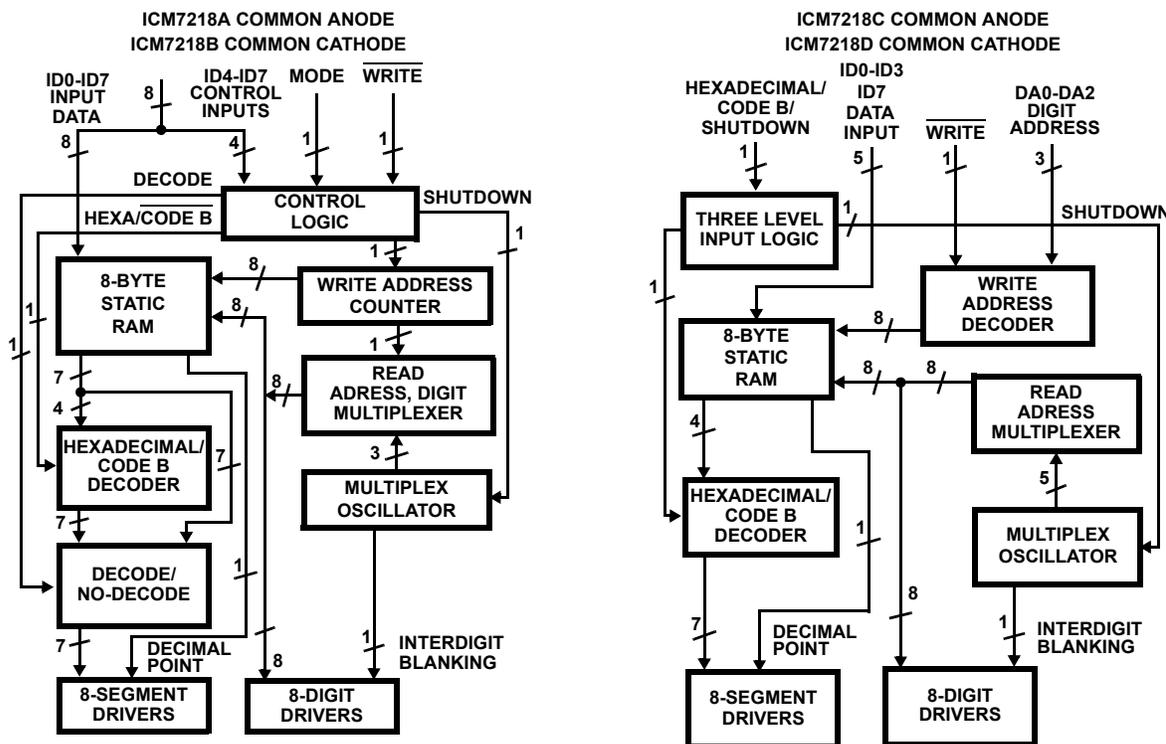 ICM7218A COMMON ANODE
ICM7218B COMMON CATHODE
ID0-ID7
INPUT
DATA
8
8
ID4-ID7
CONTROL
INPUTS
4
MODE
1
WRITE
1
DECODE
HEXA/CODE B
CONTROL
LOGIC
SHUTDOWN
1
1
8-BYTE
STATIC
RAM
8
WRITE ADDRESS
COUNTER
8
1
1
1
7
4
READ
ADRESS, DIGIT
MULTIPLEXER
8
3
HEXADECIMAL/
CODE B
DECODER
7
7
MULTIPLEX
OSCILLATOR
DECODE/
NO-DECODE
1
7
DECIMAL
POINT
8
1
INTERDIGIT
BLANKING
8-SEGMENT
DRIVERS
8-DIGIT
DRIVERS
ICM7218C COMMON ANODE
ICM7218D COMMON CATHODE
HEXADECIMAL/
CODE B/
SHUTDOWN
1
ID0-ID3
ID7
DATA
INPUT
5
WRITE
1
DA0-DA2
DIGIT
ADDRESS
3
THREE LEVEL
INPUT LOGIC
1
SHUTDOWN
1
WRITE
ADDRESS
DECODER
8
8-BYTE
STATIC
RAM
8
8
READ
ADRESS
MULTIPLEXER
4
5
HEXADECIMAL/
CODE B
DECODER
1
MULTIPLEX
OSCILLATOR
7
8
1
DECIMAL
POINT
INTERDIGIT
BLANKING
8-SEGMENT
DRIVERS
8-DIGIT
DRIVERS